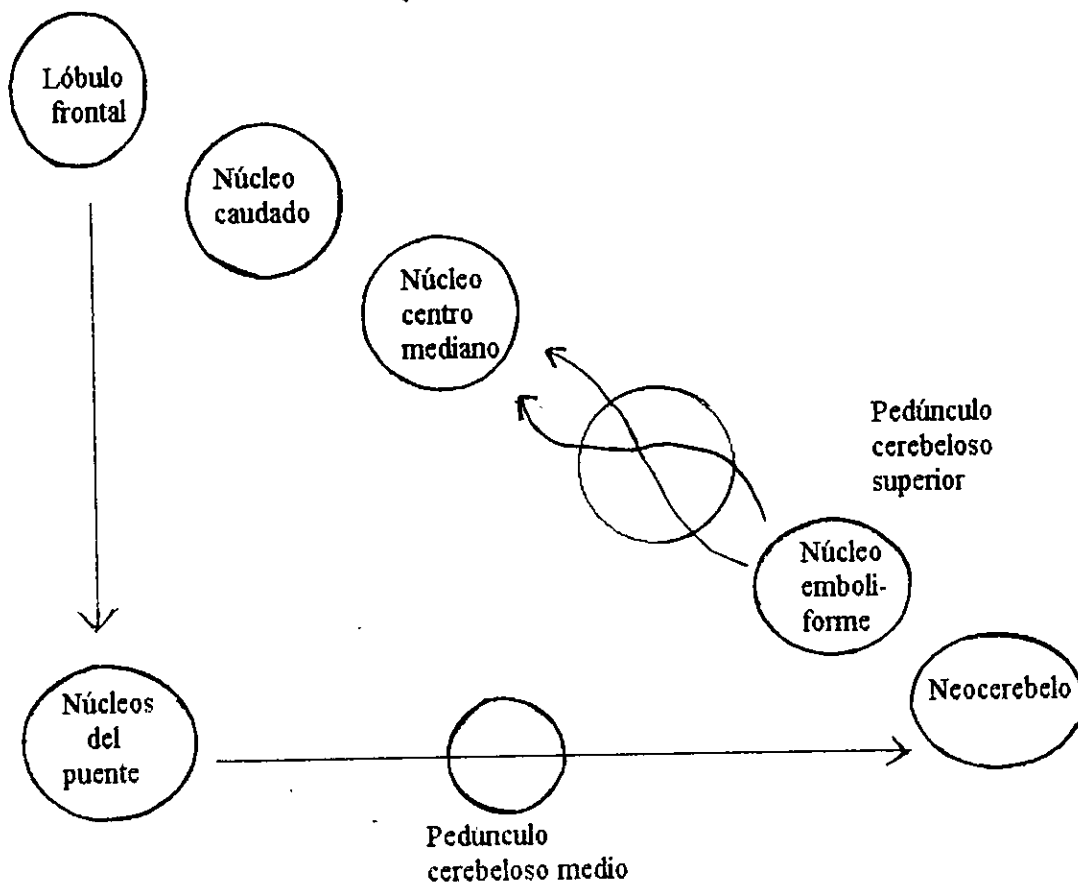 Lóbulo
frontal
Núcleo
caudado
Núcleo
centro
mediano
Pedúnculo
cerebeloso
superior
Núcleo
emboli-
forme
Neocerebelo
Núcleos
del
puente
Pedunculo
cerebeloso medio